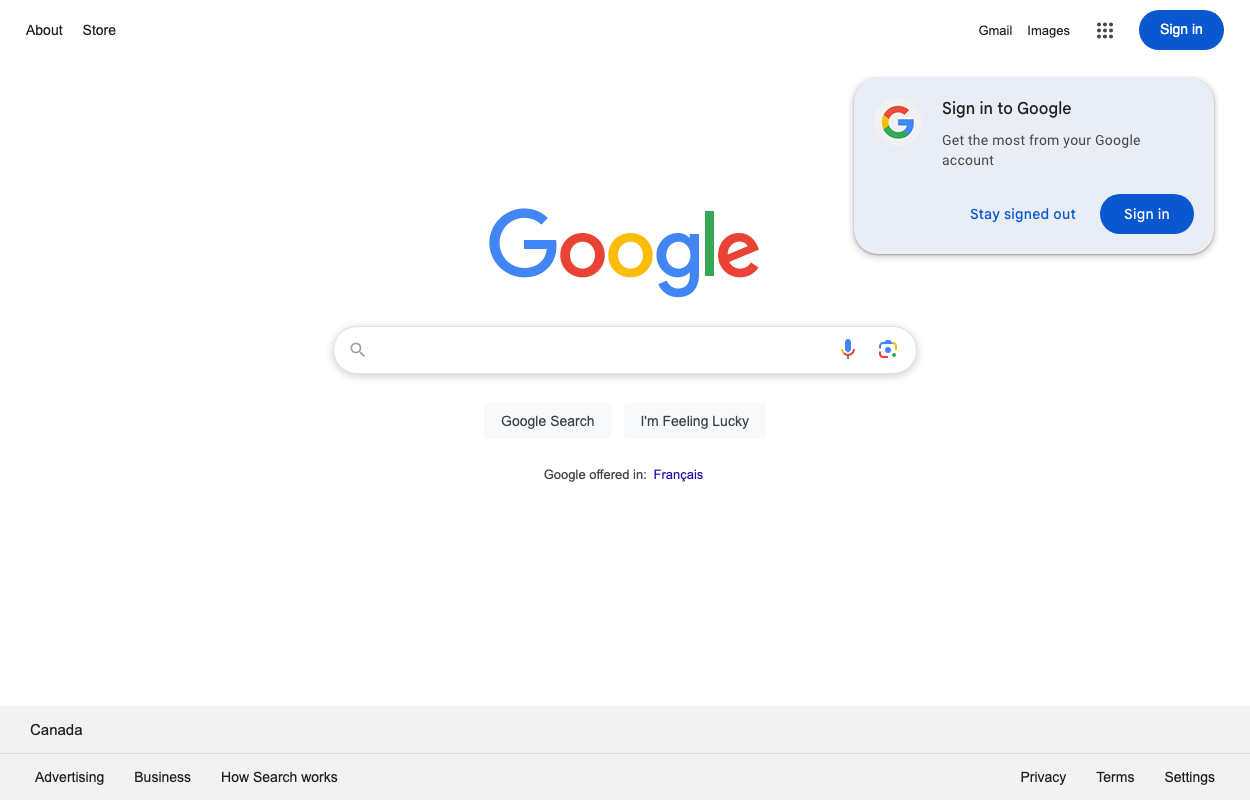 About Store Gmail Images Sign in
Sign in to Google
Get the most from your Google
account
Stay signed out Sign in
Google
Google Search I'm Feeling Lucky
Google offered in: Français
Canada
Advertising Business How Search works Privacy Terms Settings